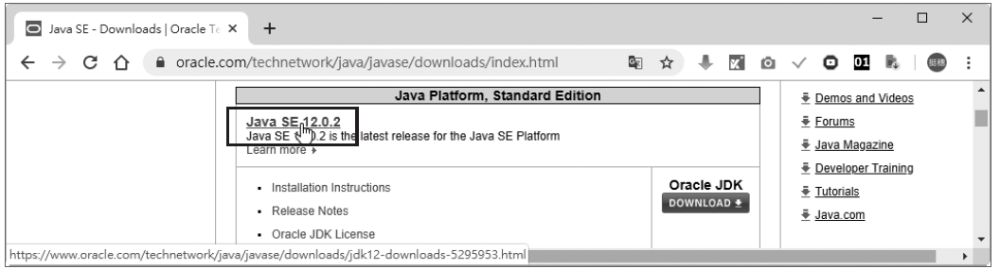 Java SE - Downloads | Oracle Te
oracle.com/technetwork/java/javase/downloads/index.html
01
Java Platform, Standard Edition
Java SE 12.0.2
Java SE 12.0.2 is the latest release for the Java SE Platform
Learn more
Installation Instructions
Release Notes
Oracle JDK License
Oracle JDK
DOWNLOAD
Demos and Videos
Forums
Java Magazine
Developer Training
Tutorials
Java.com
https://www.oracle.com/technetwork/java/javase/downloads/jdk12-downloads-5295953.html